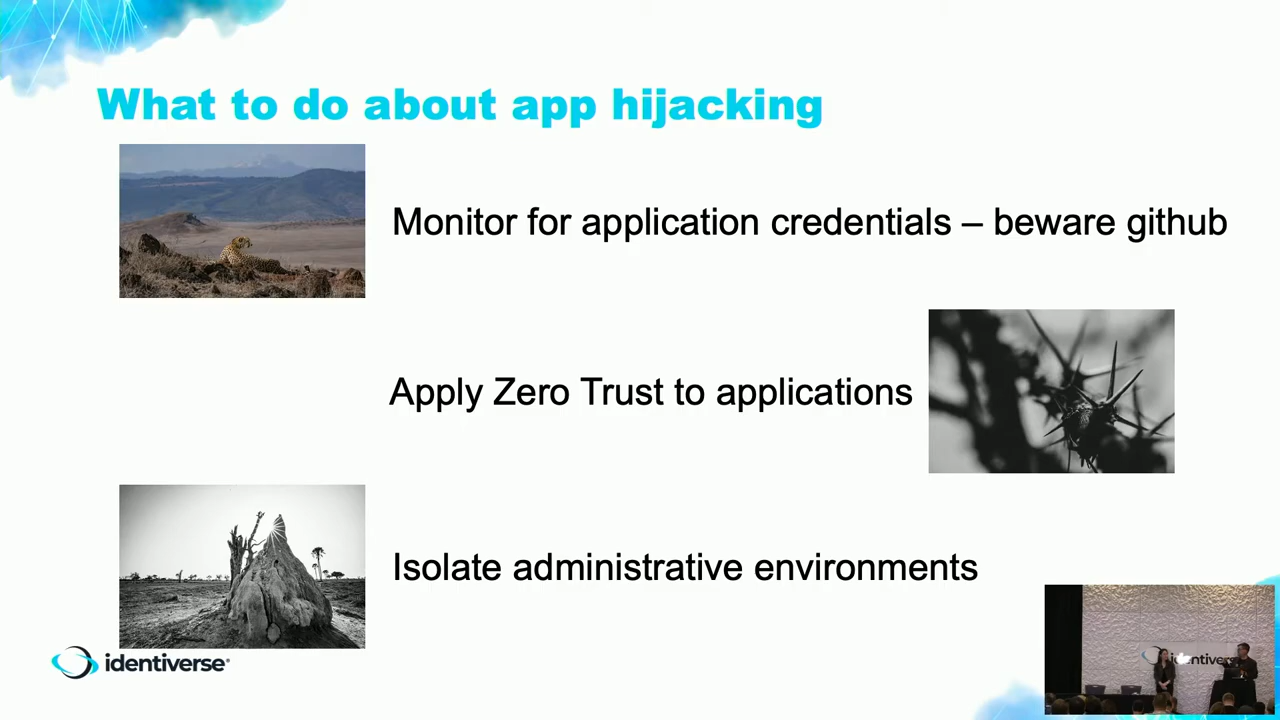 What to do about app hijacking
Monitor for application credentials – beware github
Apply Zero Trust to applications
Isolate administrative environments
identiverse®
identiverse